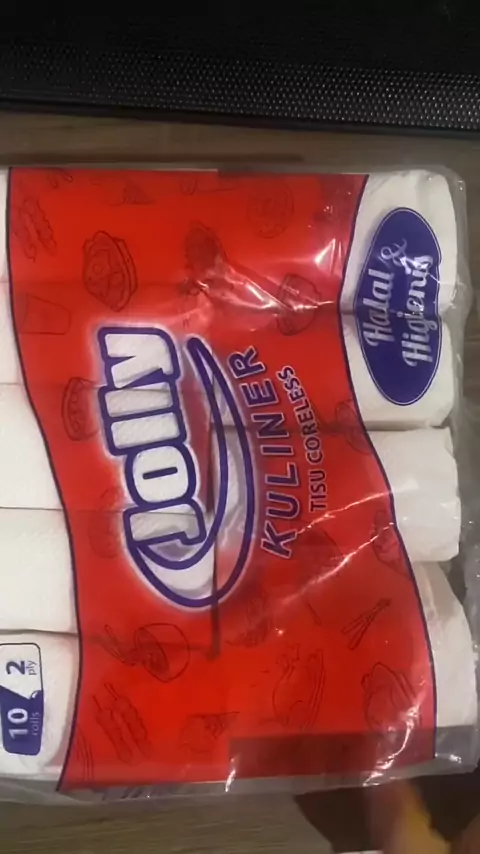 Jolly
KULINER
TISU CORELESS
Halal &
Higienis
10
rolls
2
ply